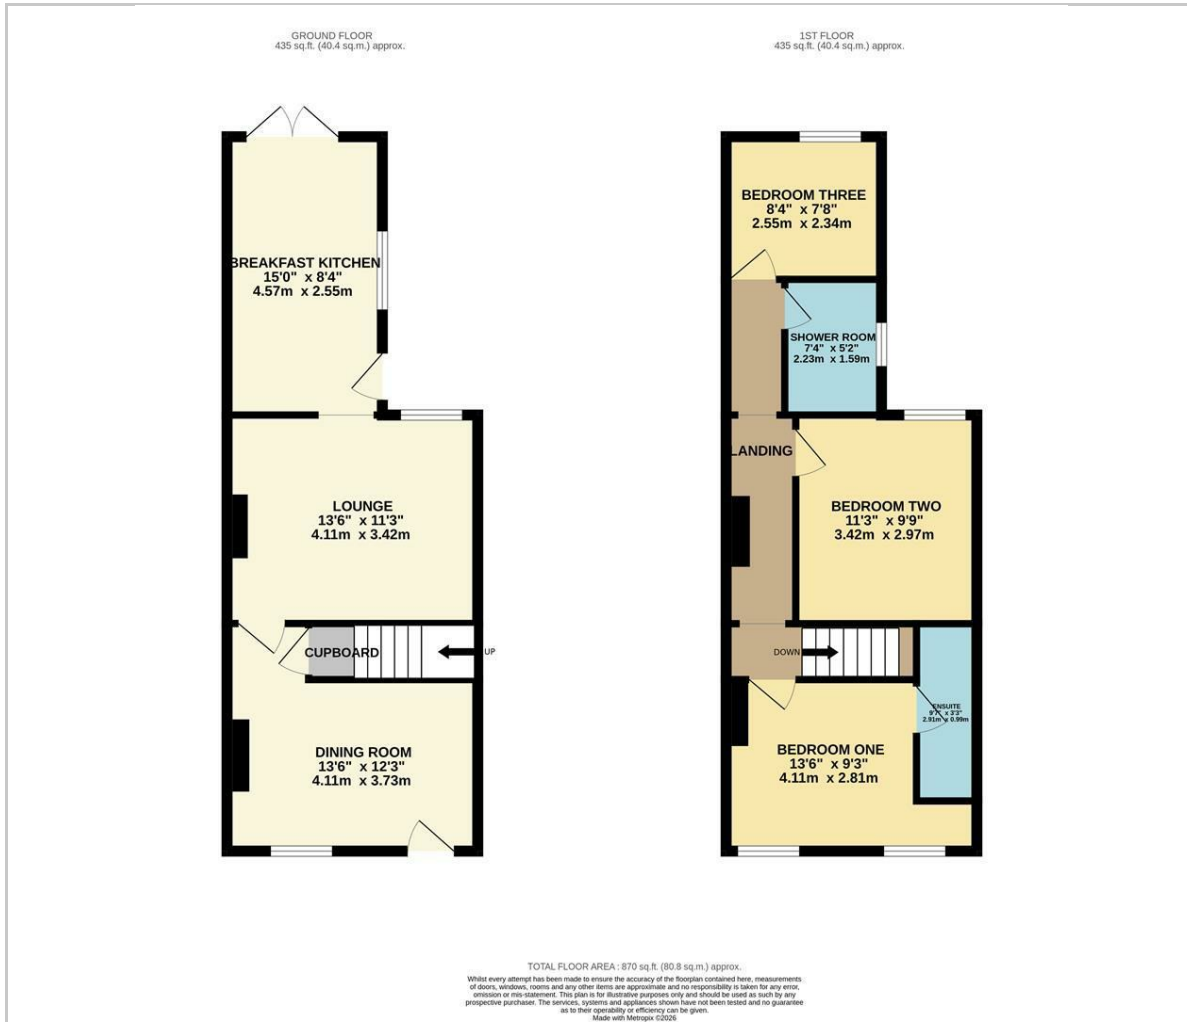 GROUND FLOOR
435 sq.ft. (40.4 sq.m.) approx.
BREAKFAST KITCHEN
15'0" x 8'4"
4.57m x 2.55m
LOUNGE
13'6" x 11'3"
4.11m x 3.42m
CUPBOARD
UP
DINING ROOM
13'6" x 12'3"
4.11m x 3.73m
1ST FLOOR
435 sq.ft. (40.4 sq.m.) approx.
BEDROOM THREE
8'4" x 7'8"
2.55m x 2.34m
SHOWER ROOM
7'4" x 5'2"
2.23m x 1.59m
LANDING
BEDROOM TWO
11'3" x 9'9"
3.42m x 2.97m
DOWN
ENSUITE
9'7" x 3'3"
2.91m x 0.99m
BEDROOM ONE
13'6" x 9'3"
4.11m x 2.81m
TOTAL FLOOR AREA : 870 sq.ft. (80.8 sq.m.) approx.
Whilst every attempt has been made to ensure the accuracy of the floorplan contained here, measurements
of doors, windows, rooms and any other items are approximate and no responsibility is taken for any error,
omission or mis-statement. This plan is for illustrative purposes only and should be used as such by any
prospective purchaser. The services, systems and appliances shown have not been tested and no guarantee
as to their operability or efficiency can be given.
Made with Metropix ©2026